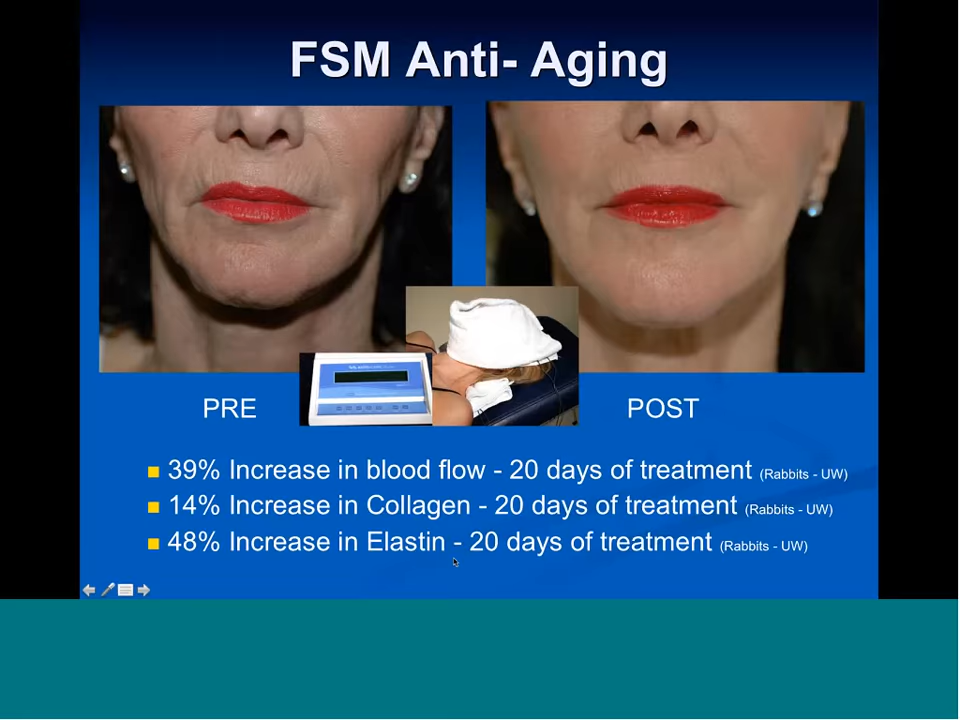 FSM Anti- Aging
PRE
POST
39% Increase in blood flow - 20 days of treatment (Rabbits - UW)
14% Increase in Collagen - 20 days of treatment (Rabbits - UW)
48% Increase in Elastin - 20 days of treatment (Rabbits - UW)